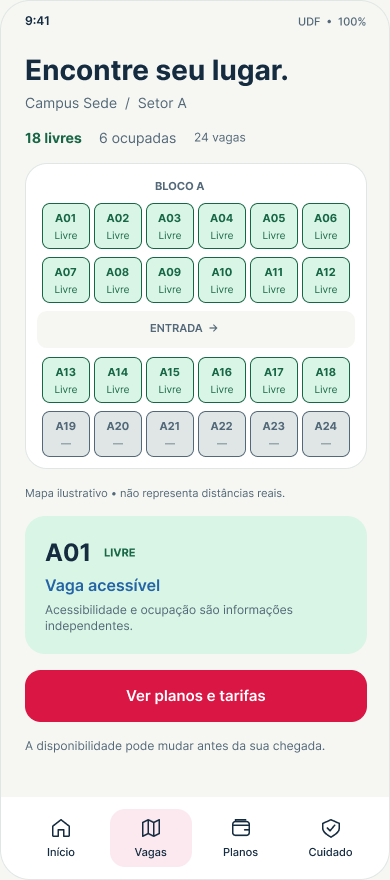 9:41 UDF • 100%
Encontre seu lugar.
Campus Sede / Setor A
18 livres 6 ocupadas 24 vagas
BLOCO A
A01 A02 A03 A04 A05 A06
Livre Livre Livre Livre Livre Livre
A07 A08 A09 A10 A11 A12
Livre Livre Livre Livre Livre Livre
ENTRADA →
A13 A14 A15 A16 A17 A18
Livre Livre Livre Livre Livre Livre
A19 A20 A21 A22 A23 A24
— — — — — —
Mapa ilustrativo • não representa distâncias reais.
A01 LIVRE
Vaga acessível
Acessibilidade e ocupação são informações
independentes.
Ver planos e tarifas
A disponibilidade pode mudar antes da sua chegada.
Início Vagas Planos Cuidado